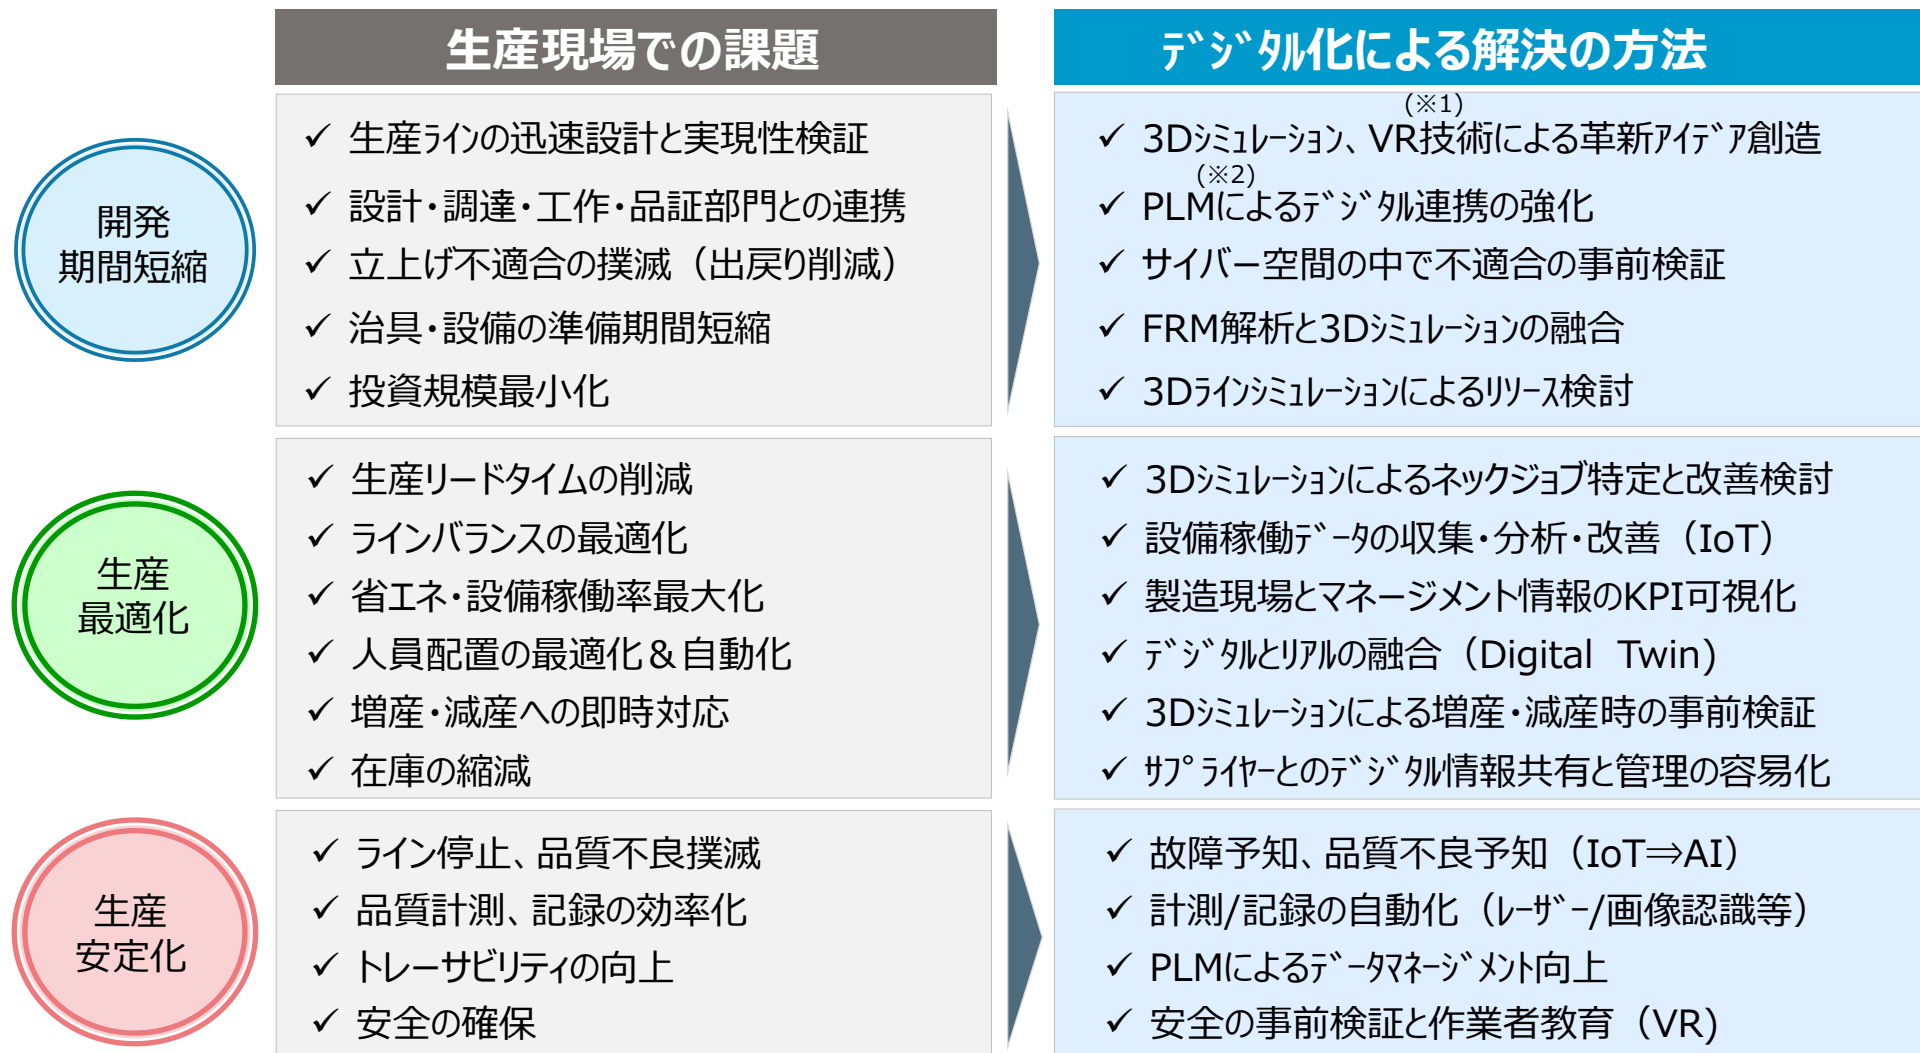 生産現場での課題
ﾃﾞｼﾞﾀﾙ化による解決の方法
開発
期間短縮
✓ 生産ﾗｲﾝの迅速設計と実現性検証
✓ 設計・調達・工作・品証部門との連携
✓ 立上げ不適合の撲滅（出戻り削減）
✓ 治具・設備の準備期間短縮
✓ 投資規模最小化
(※1)
✓ 3Dｼﾐｭﾚｰｼｮﾝ、VR技術による革新ｱｲﾃﾞｱ創造
(※2)
✓ PLMによるﾃﾞｼﾞﾀﾙ連携の強化
✓ サイバー空間の中で不適合の事前検証
✓ FRM解析と3Dｼﾐｭﾚｰｼｮﾝの融合
✓ 3Dﾗｲﾝｼﾐｭﾚｰｼｮﾝによるﾘｿｰｽ検討
生産
最適化
✓ 生産リードタイムの削減
✓ ラインバランスの最適化
✓ 省エネ・設備稼働率最大化
✓ 人員配置の最適化＆自動化
✓ 増産・減産への即時対応
✓ 在庫の縮減
✓ 3Dｼﾐｭﾚｰｼｮﾝによるネックジョブ特定と改善検討
✓ 設備稼働ﾃﾞｰﾀの収集・分析・改善（IoT）
✓ 製造現場とマネージメント情報のKPI可視化
✓ ﾃﾞｼﾞﾀﾙとﾘｱﾙの融合（Digital Twin)
✓ 3Dｼﾐｭﾚｰｼｮﾝによる増産・減産時の事前検証
✓ ｻﾌﾟﾗｲﾔｰとのﾃﾞｼﾞﾀﾙ情報共有と管理の容易化
生産
安定化
✓ ライン停止、品質不良撲滅
✓ 品質計測、記録の効率化
✓ トレーサビリティの向上
✓ 安全の確保
✓ 故障予知、品質不良予知（IoT⇒AI）
✓ 計測/記録の自動化（ﾚｰｻﾞｰ/画像認識等）
✓ PLMによるﾃﾞｰﾀﾏﾈｰｼﾞﾒﾝﾄ向上
✓ 安全の事前検証と作業者教育（VR)